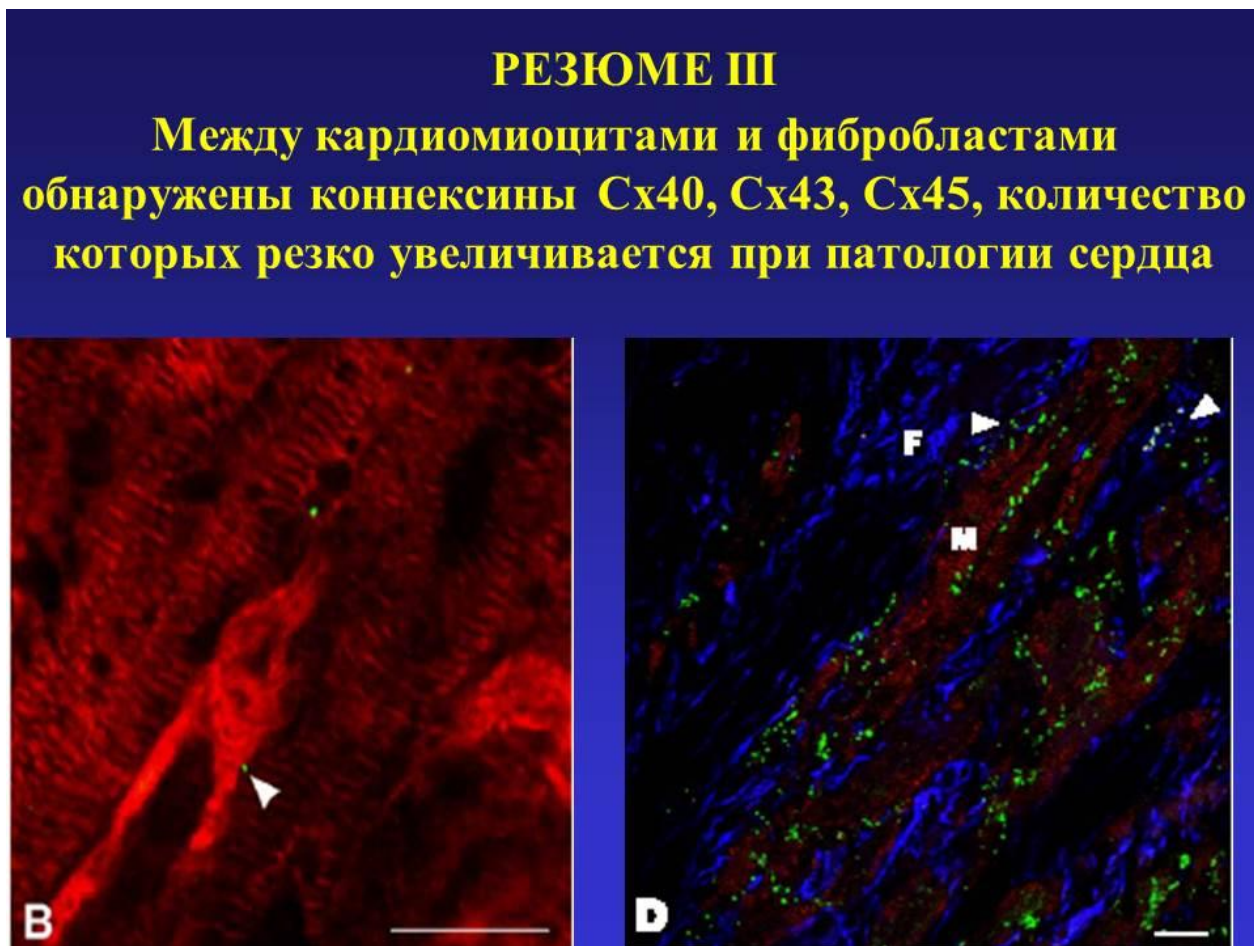 РЕЗЮМЕ III
Между кардиомиоцитами и фибробластами
обнаружены коннексины Cx40, Cx43, Cx45, количество
которых резко увеличивается при патологии сердца
F
M
B
D